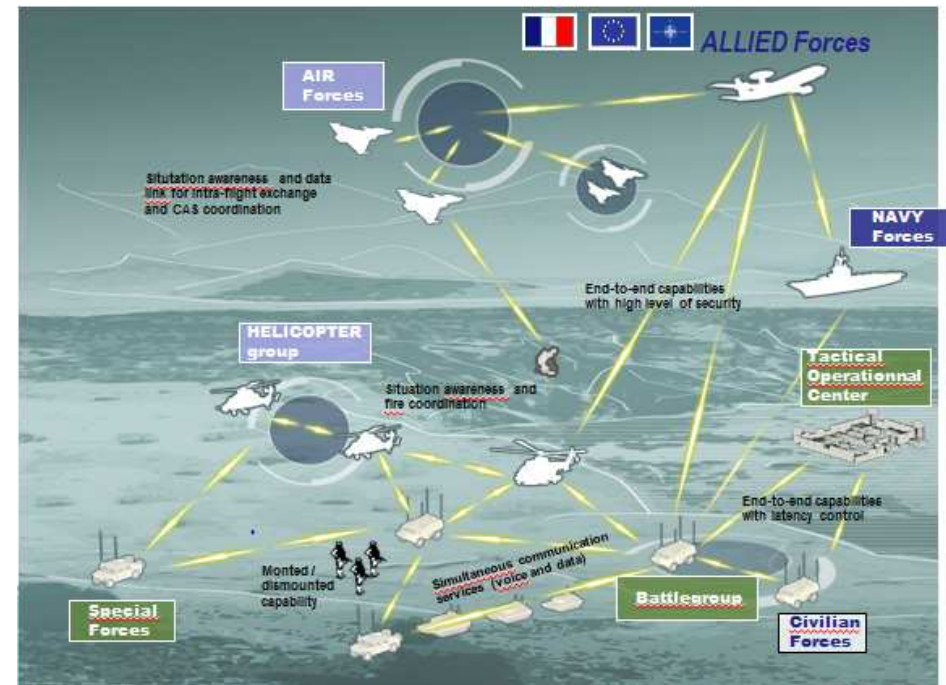 ALLIED Forces
AIR
Forces
Situtation awareness and data
link for intra-flight exchange
and CAS coordination
NAVY
Forces
End-to-end capabilities
with high level of security
HELICOPTER
group
Tactical
Operationnal
Center
Situation awareness and
fire coordination
End-to-end capabilities
with latency control
Monted /
dismounted
capability
Simultaneous communication
services (voice and data)
Special
Forces
Battlegroup
Civilian
Forces